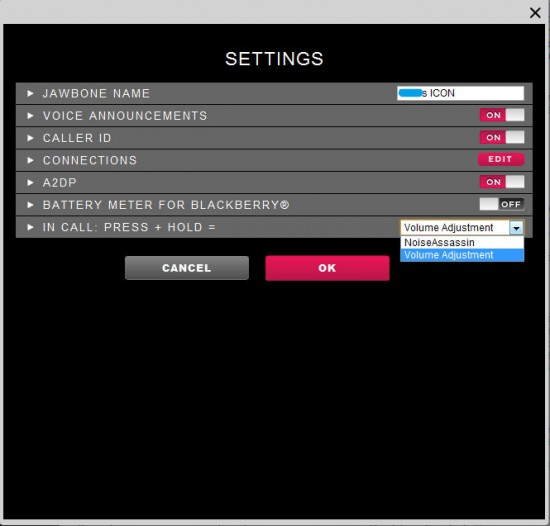 SETTINGS
JAWBONE NAME s ICON
VOICE ANNOUNCEMENTS ON
CALLER ID ON
CONNECTIONS EDIT
A2DP ON
BATTERY METER FOR BLACKBERRY® OFF
IN CALL: PRESS + HOLD = Volume Adjustment
NoiseAssassin
Volume Adjustment
CANCEL OK